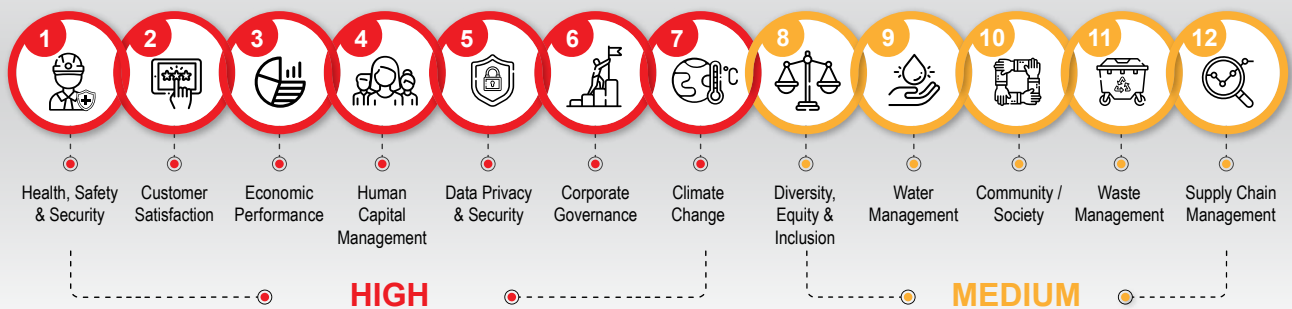 1
2
3
4
5
6
7
8
9
10
11
12
°C
Health, Safety
& Security
Customer
Satisfaction
Economic
Performance
Human
Capital
Management
Data Privacy
& Security
Corporate
Governance
Climate
Change
Diversity,
Equity &
Inclusion
Water
Management
Community /
Society
Waste
Management
Supply Chain
Management
HIGH
MEDIUM